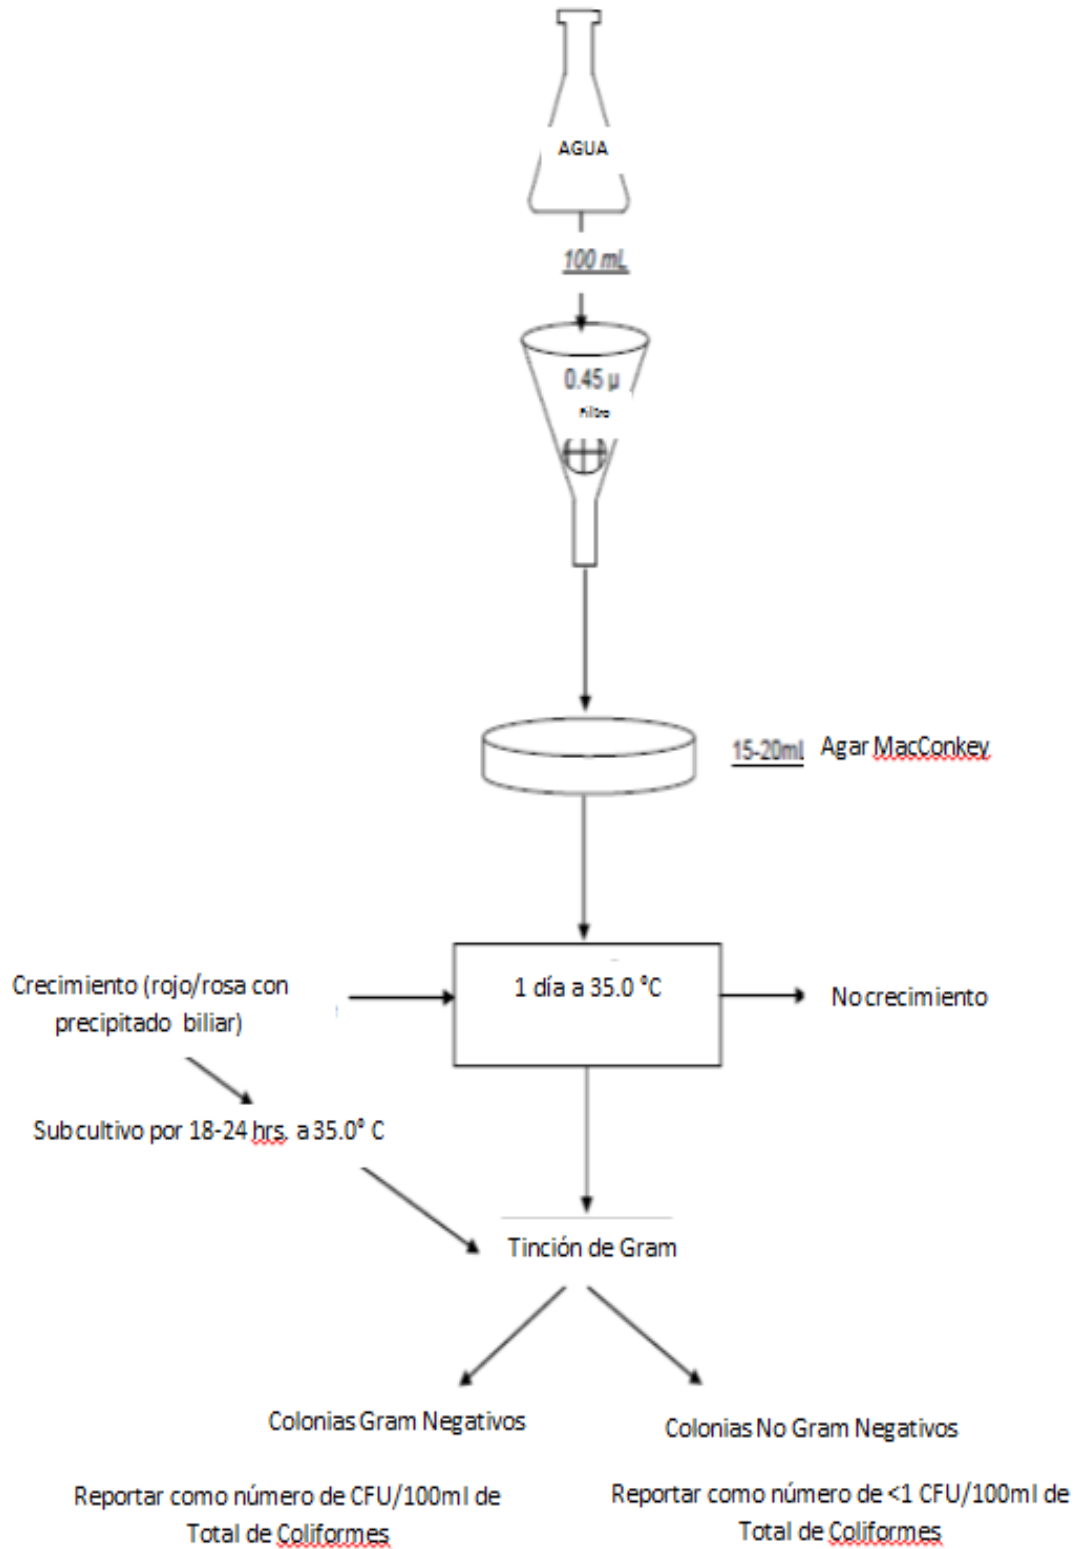 AGUA
100 mL
0.45 µ
Filtro
15-20mL Agar MacConkey
1 día a 35.0 °C
Crecimiento (rojo/rosa con
precipitado biliar)
No crecimiento
Subcultivo por 18-24 hrs. a 35.0° C
Tinción de Gram
Colonias Gram Negativos
Colonias No Gram Negativos
Reportar como número de CFU/100ml de
Total de Coliformes
Reportar como número de <1 CFU/100ml de
Total de Coliformes